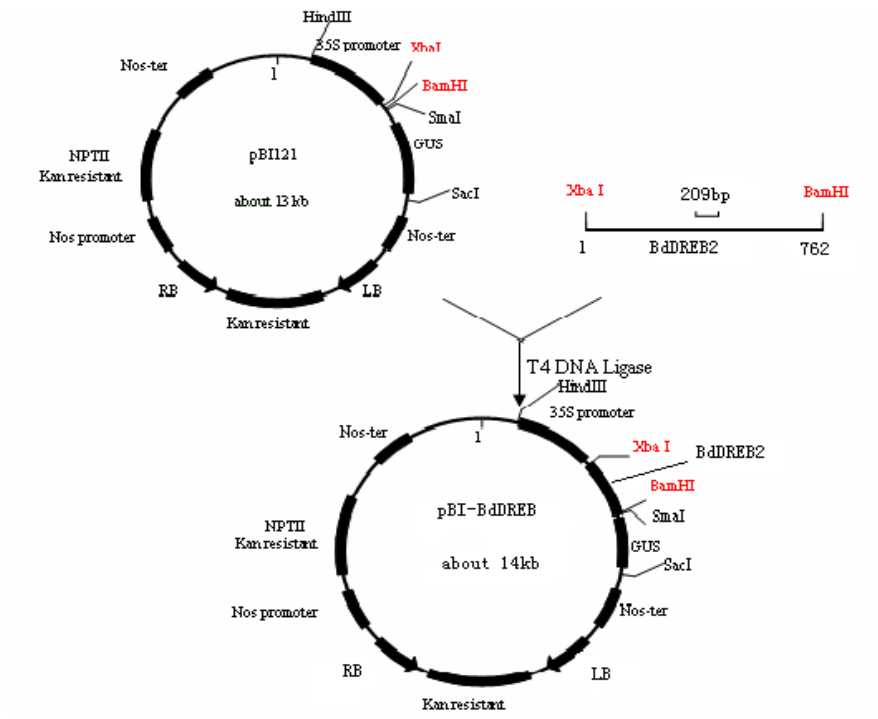 HindIII
35S promoter
XbaI
1
Nos-ter
BamHI
SmaI
GUS
pBI121
NPTII
Kan resistant
about 13kb
SacI
Nos promoter
Nos-ter
RB
LB
Kan resistant
Xba I
209bp
BamHI
1
BdDREB2
762
T4 DNA Ligase
HindIII
35S promoter
1
Nos-ter
Xba I
BdDREB2
BamHI
pBI-BdDREB
SmaI
NPTII
Kan resistant
GUS
about 14kb
SacI
Nos promoter
Nos-ter
RB
LB
Kan resistant